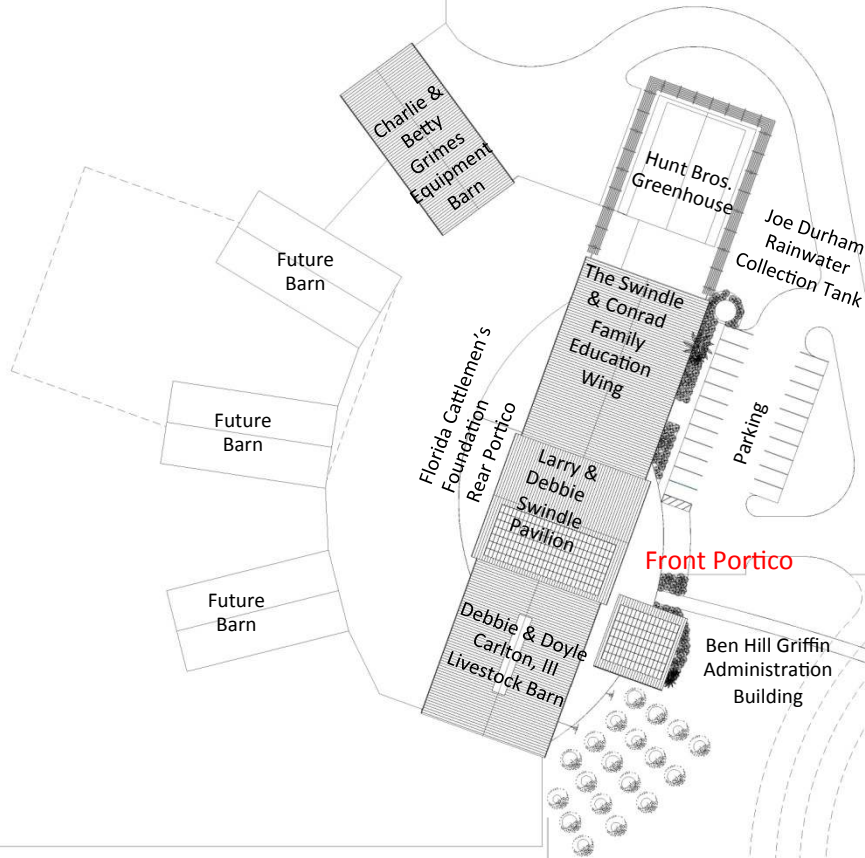 Charlie &
Betty
Grimes
Equipment
Barn
Hunt Bros.
Greenhouse
Joe Durham
Rainwater
Collection Tank
Future
Barn
The Swindle
& Conrad
Family
Education
Wing
Florida Cattlemen's
Foundation
Rear Portico
Future
Barn
Parking
Larry &
Debbie
Swindle
Pavilion
Front Portico
Future
Barn
Debbie & Doyle
Carlton, III
Livestock Barn
Ben Hill Griffin
Administration
Building